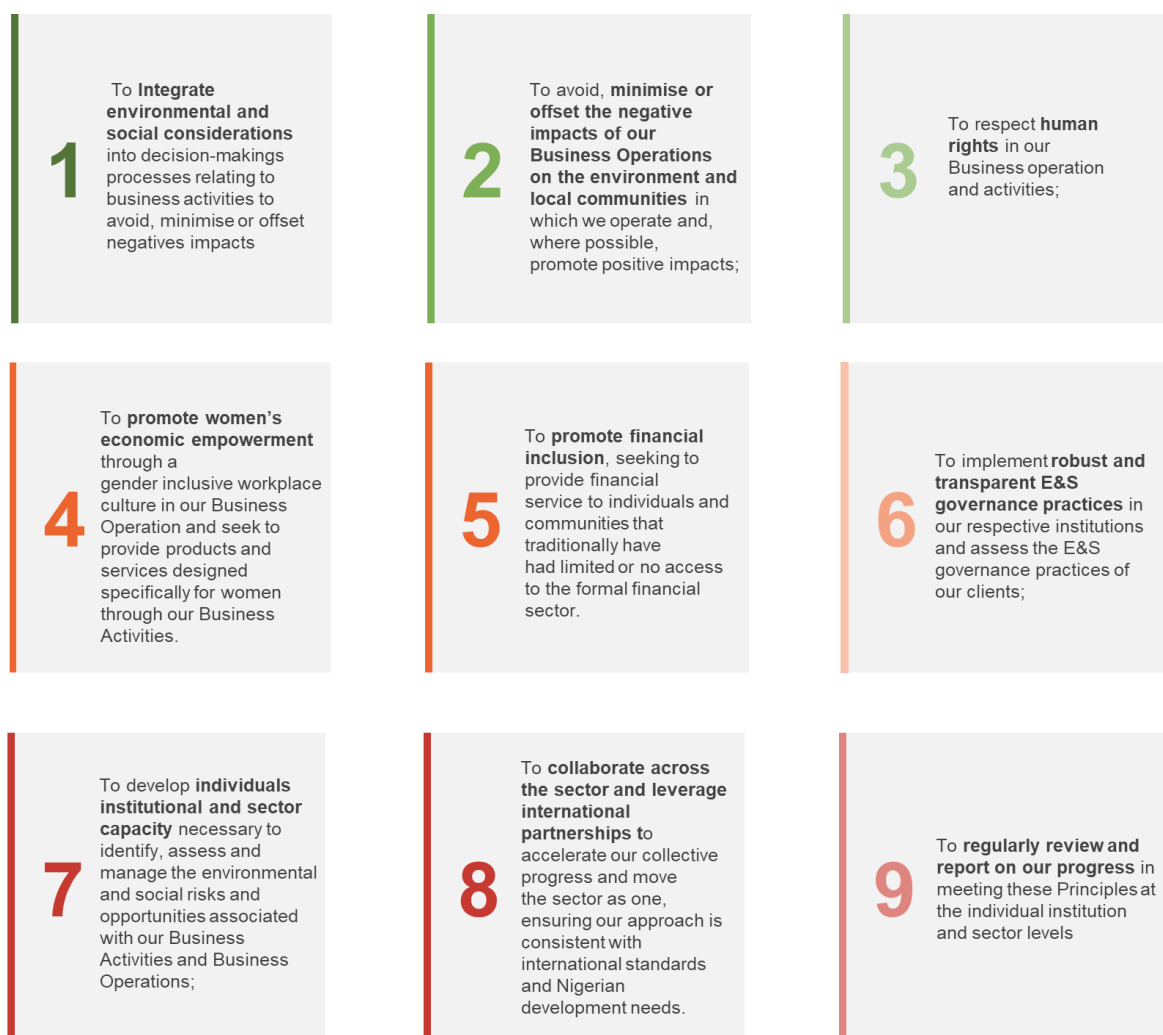 1
To Integrate
environmental and
social considerations
into decision-makings
processes relating to
business activities to
avoid, minimise or offset
negatives impacts
2
To avoid, minimise or
offset the negative
impacts of our
Business Operations
on the environment and
local communities in
which we operate and,
where possible,
promote positive impacts;
3
To respect human
rights in our
Business operation
and activities;
4
To promote women’s
economic empowerment
through a
gender inclusive workplace
culture in our Business
Operation and seek to
provide products and
services designed
specifically for women
through our Business
Activities.
5
To promote financial
inclusion, seeking to
provide financial
service to individuals and
communities that
traditionally have
had limited or no access
to the formal financial
sector.
6
To implement robust and
transparent E&S
governance practices in
our respective institutions
and assess the E&S
governance practices of
our clients;
7
To develop individuals
institutional and sector
capacity necessary to
identify, assess and
manage the environmental
and social risks and
opportunities associated
with our Business
Activities and Business
Operations;
8
To collaborate across
the sector and leverage
international
partnerships to
accelerate our collective
progress and move
the sector as one,
ensuring our approach is
consistent with
international standards
and Nigerian
development needs.
9
To regularly review and
report on our progress in
meeting these Principles at
the individual institution
and sector levels